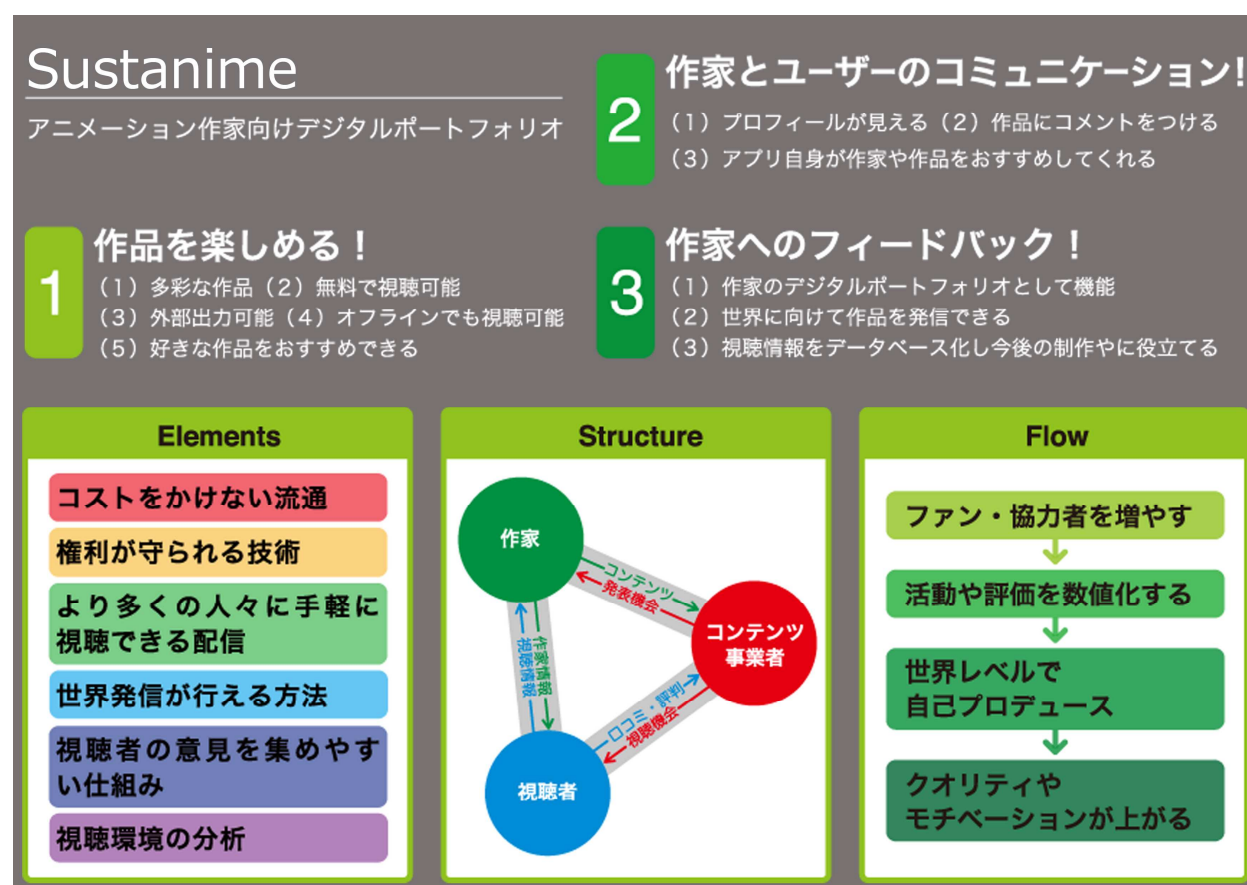 Sustanime
アニメーション作家向けデジタルポートフォリオ
1
作品を楽しめる！
（1）多彩な作品（2）無料で視聴可能
（3）外部出力可能（4）オフラインでも視聴可能
（5）好きな作品をおすすめできる
2
作家とユーザーのコミュニケーション!
（1）プロフィールが見える（2）作品にコメントをつける
（3）アプリ自身が作家や作品をおすすめしてくれる
3
作家へのフィードバック！
（1）作家のデジタルポートフォリオとして機能
（2）世界に向けて作品を発信できる
（3）視聴情報をデータベース化し今後の制作やに役立てる
Elements
コストをかけない流通
権利が守られる技術
より多くの人々に手軽に
視聴できる配信
世界発信が行える方法
視聴者の意見を集めやす
い仕組み
視聴環境の分析
Structure
作家
コンテンツ
発表機会
コンテンツ
事業者
作家情報
視聴情報
口コミ・評判
視聴機会
視聴者
Flow
ファン・協力者を増やす
活動や評価を数値化する
世界レベルで
自己プロデュース
クオリティや
モチベーションが上がる